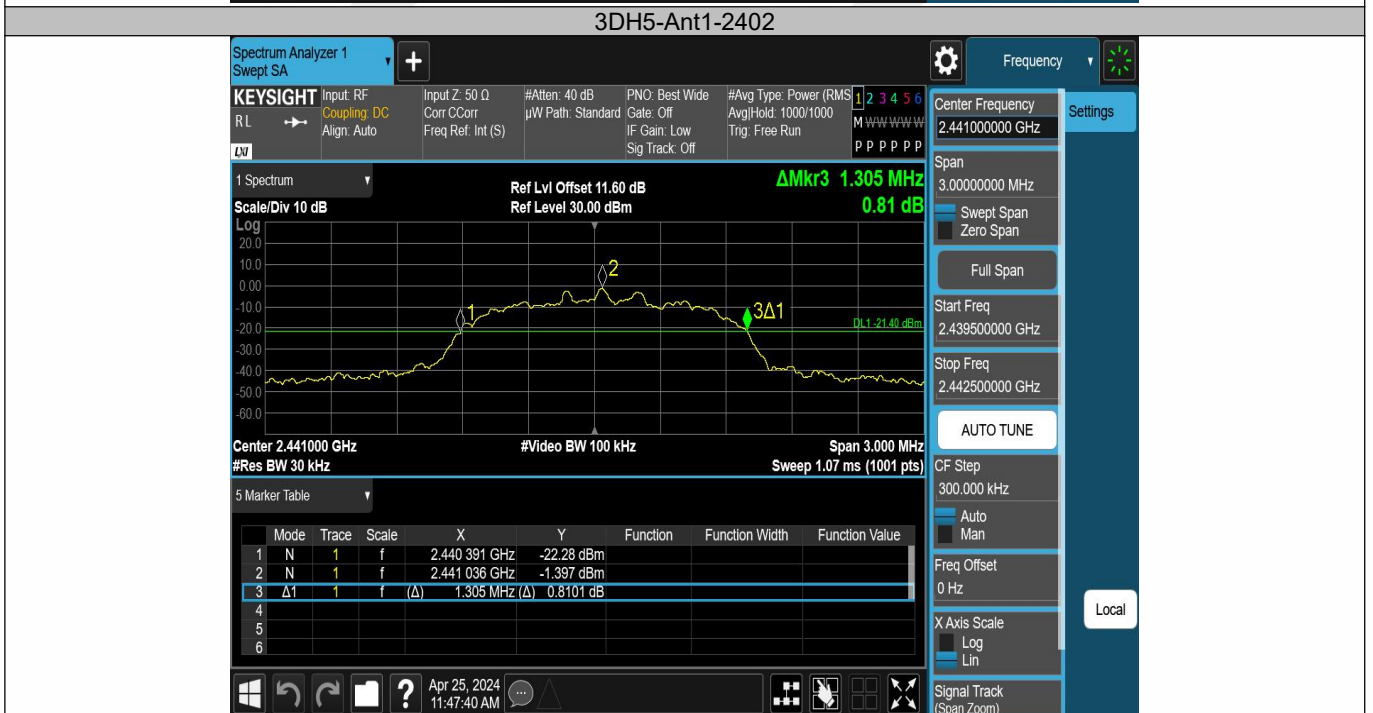 3DH5-Ant1-2402
Spectrum Analyzer 1
Swept SA
Frequency
KEYSIGHT
RL
LXI
Input: RF
Coupling: DC
Align: Auto
Input Z: 50 Ω
Corr CCorr
Freq Ref: Int (S)
#Atten: 40 dB
µW Path: Standard
PNO: Best Wide
Gate: Off
IF Gain: Low
Sig Track: Off
#Avg Type: Power (RMS
Avg|Hold: 1000/1000
Trig: Free Run
1 2 3 4 5 6
M W W W W W
P P P P P P
1 Spectrum
Scale/Div 10 dB
Ref Lvl Offset 11.60 dB
Ref Level 30.00 dBm
ΔMkr3 1.305 MHz
0.81 dB
Log
20.0
10.0
0.00
-10.0
-20.0
-30.0
-40.0
-50.0
-60.0
1
2
3Δ1
DL1 -21.40 dBm
Center 2.441000 GHz
#Video BW 100 kHz
Span 3.000 MHz
#Res BW 30 kHz
Sweep 1.07 ms (1001 pts)
5 Marker Table
Mode Trace Scale X Y Function Function Width Function Value
1 N 1 f 2.440 391 GHz -22.28 dBm
2 N 1 f 2.441 036 GHz -1.397 dBm
3 Δ1 1 f (Δ) 1.305 MHz (Δ) 0.8101 dB
4
5
6
?
Apr 25, 2024
11:47:40 AM
Center Frequency
2.441000000 GHz
Settings
Span
3.00000000 MHz
Swept Span
Zero Span
Full Span
Start Freq
2.439500000 GHz
Stop Freq
2.442500000 GHz
AUTO TUNE
CF Step
300.000 kHz
Auto
Man
Freq Offset
0 Hz
X Axis Scale
Log
Lin
Local
Signal Track
(Span Zoom)